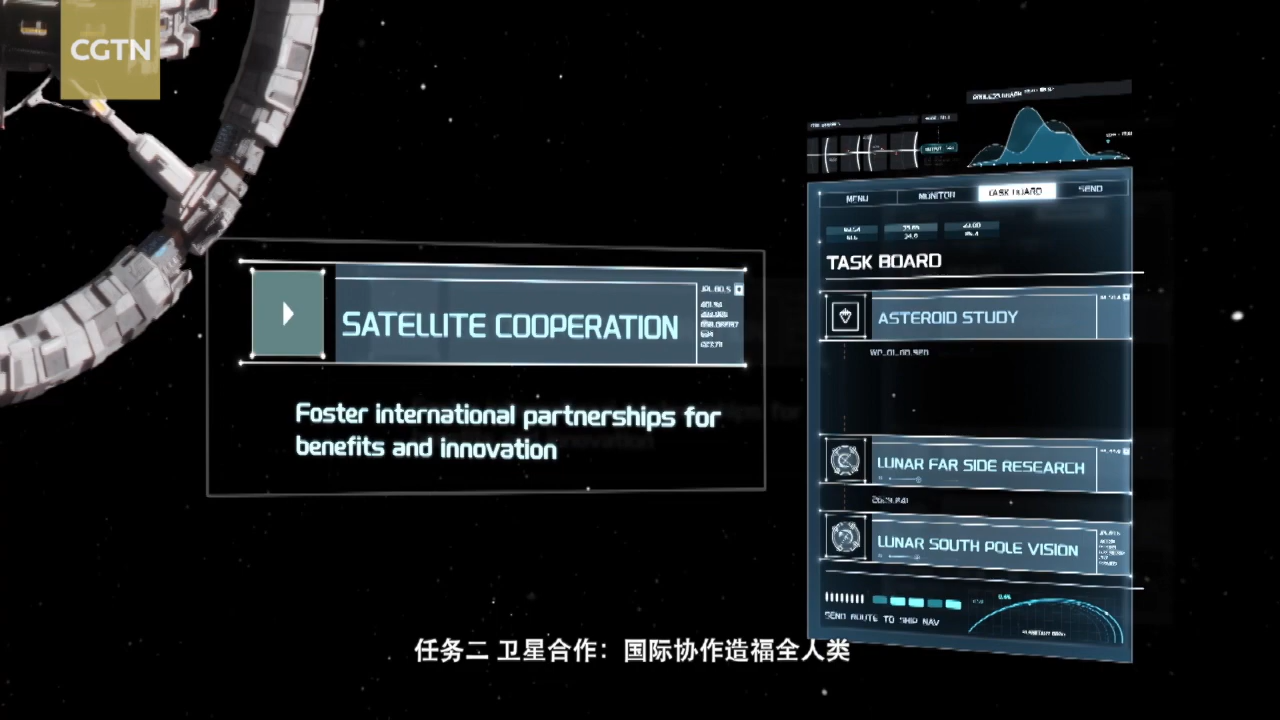 CGTN
SATELLITE COOPERATION
Foster international partnerships for
benefits and innovation
MENU
MONITOR
TASK BOARD
SEND
TASK BOARD
ASTEROID STUDY
LUNAR FAR SIDE RESEARCH
LUNAR SOUTH POLE VISION
SEND ROUTE TO SHIP NAV
任务二 卫星合作：国际协作造福全人类